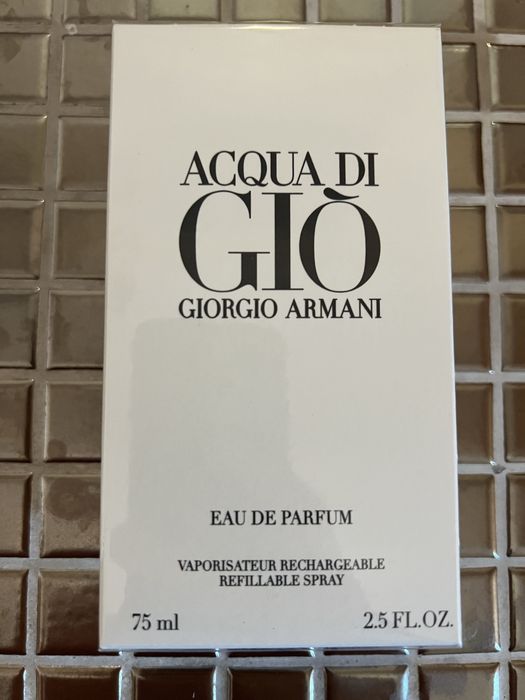 ACQUA DI
GIÒ
GIORGIO ARMANI
EAU DE PARFUM
VAPORISATEUR RECHARGEABLE
REFILLABLE SPRAY
75 ml 2.5 FL.OZ.